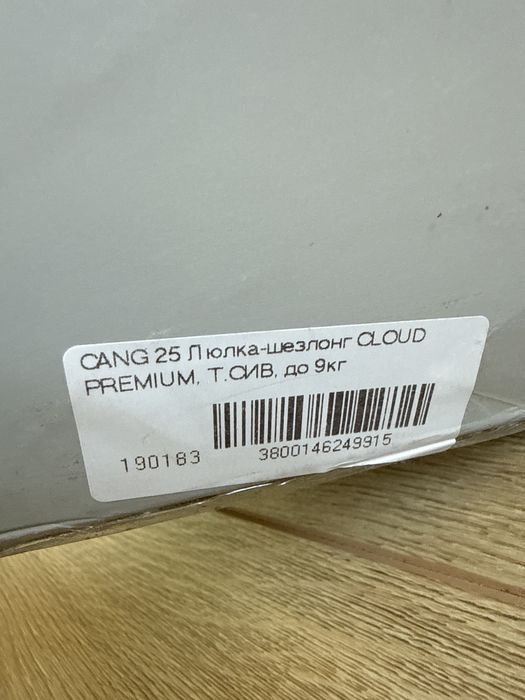 CANG 25 Люлка-шезлонг CLOUD
PREMIUM, Т.СИВ, до 9кг
190183
3800146249915